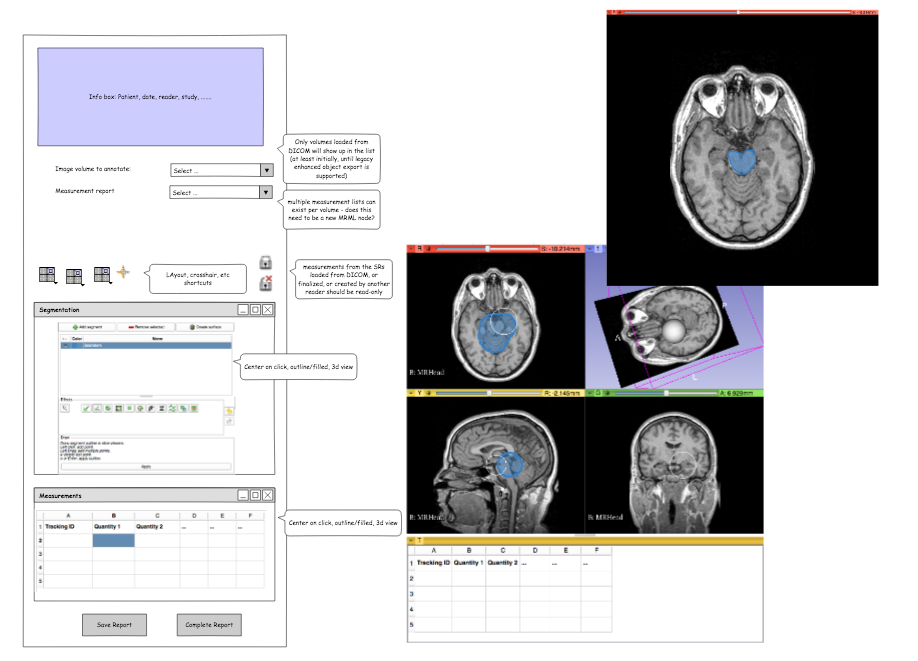 Info box: Patient, date, reader, study, ......
Image volume to annotate:
Select ...
Only volumes loaded from
DICOM will show up in the list
(at least initially, until legacy
enhanced object export is
supported)
Measurement report
Select ...
multiple measurement lists can
exist per volume - does this
need to be a new MRML node?
LAyout, crosshair, etc
shortcuts
measurements from the SRs
loaded from DICOM, or
finalized, or created by another
reader should be read-only
Segmentation
Add segment
Remove selected
Create surface
Color
Name
Center on click, outline/filled, 3d view
Effects
Apply
Measurements
A B C D E F
1 Tracking ID Quantity 1 Quantity 2 ... ... ...
2
3
4
5
Center on click, outline/filled, 3d view
Save Report
Complete Report
R
S: -10.214mm
B: MRHead
A
R
L
Y
R: -2.145mm
B: MRHead
G
A: 6.929mm
B: MRHead
T
A B C D E F
1 Tracking ID Quantity 1 Quantity 2 ... ... ...
2
3
4
5